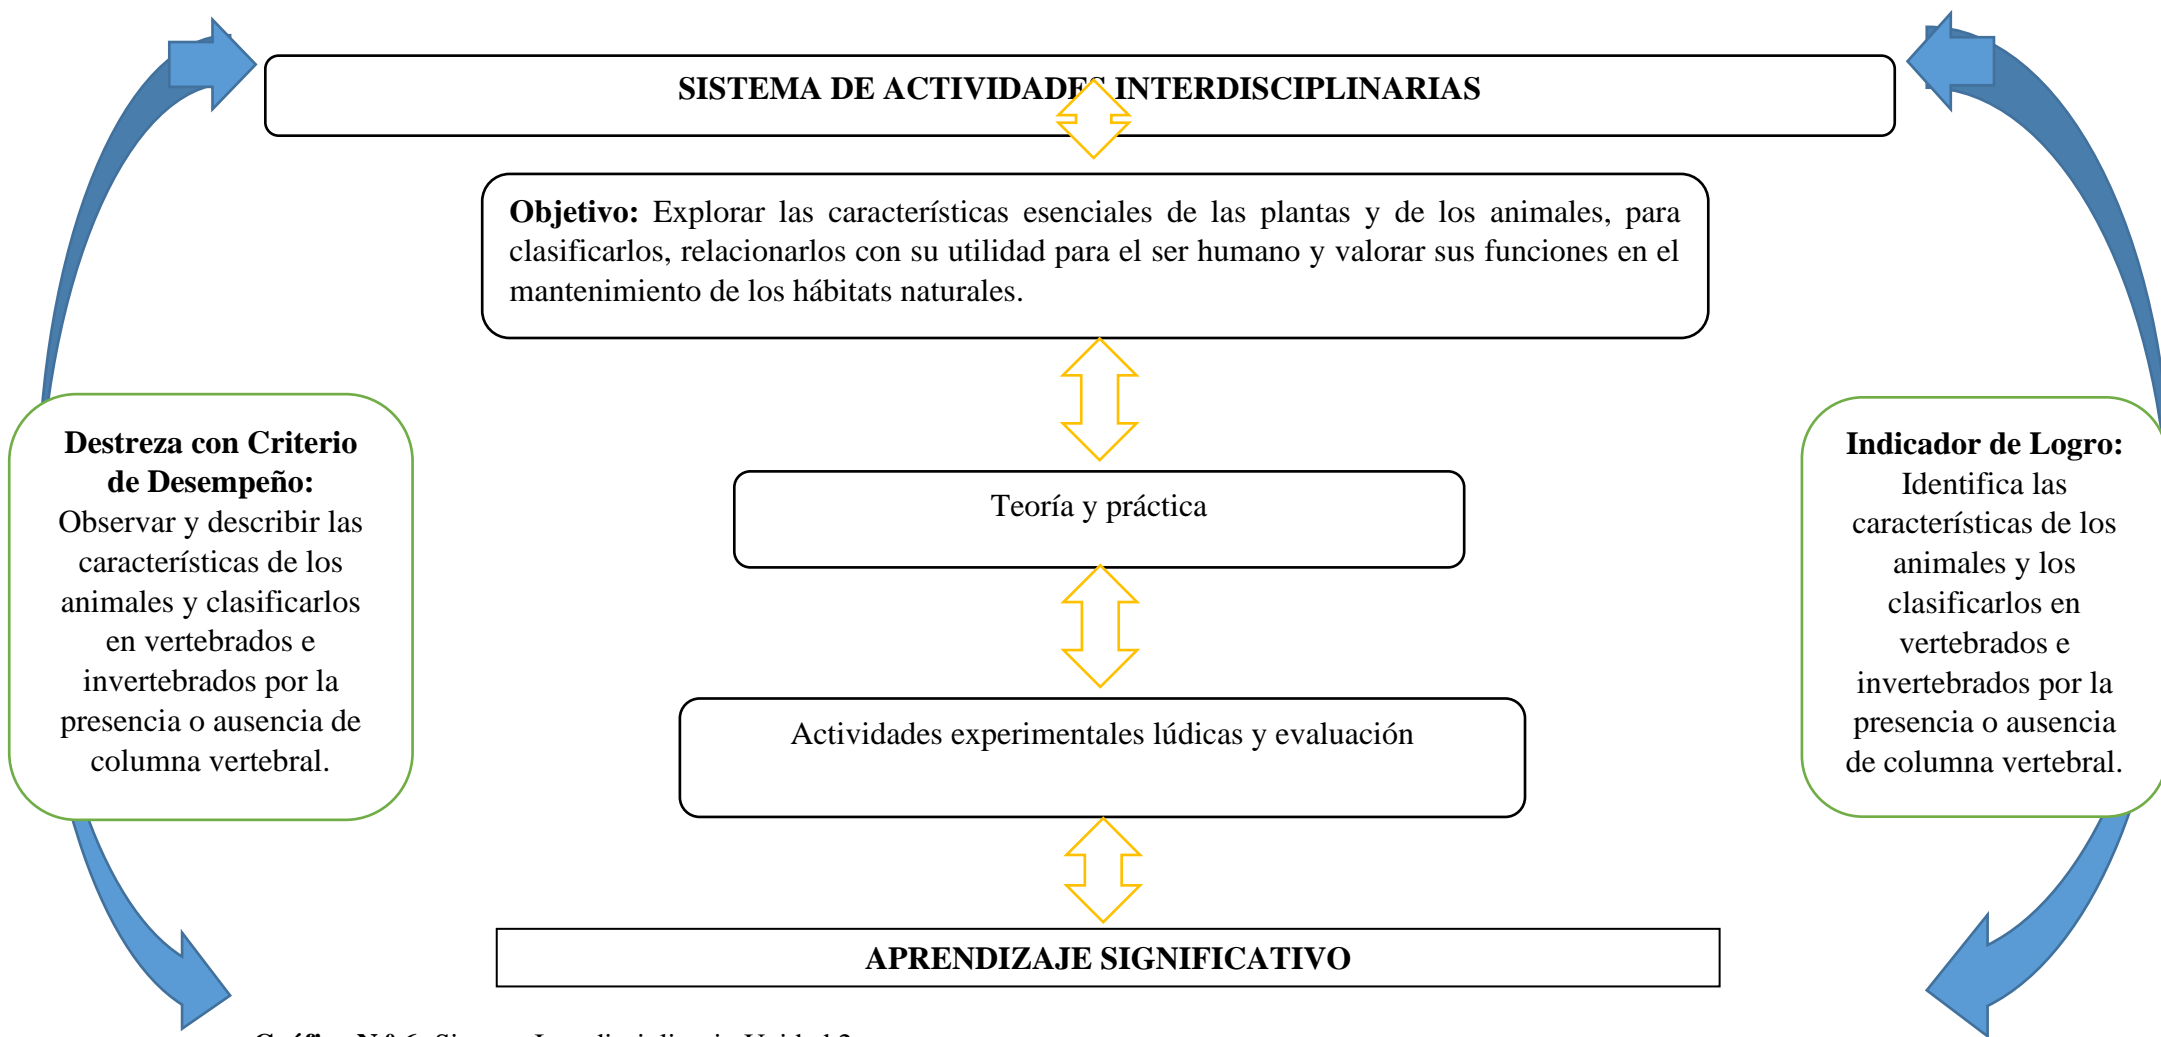 SISTEMA DE ACTIVIDADES INTERDISCIPLINARIAS
Objetivo: Explorar las características esenciales de las plantas y de los animales, para
clasificarlos, relacionarlos con su utilidad para el ser humano y valorar sus funciones en el
mantenimiento de los hábitats naturales.
Destreza con Criterio
de Desempeño:
Observar y describir las
características de los
animales y clasificarlos
en vertebrados e
invertebrados por la
presencia o ausencia de
columna vertebral.
Teoría y práctica
Actividades experimentales lúdicas y evaluación
Indicador de Logro:
Identifica las
características de los
animales y los
clasificarlos en
vertebrados e
invertebrados por la
presencia o ausencia
de columna vertebral.
APRENDIZAJE SIGNIFICATIVO